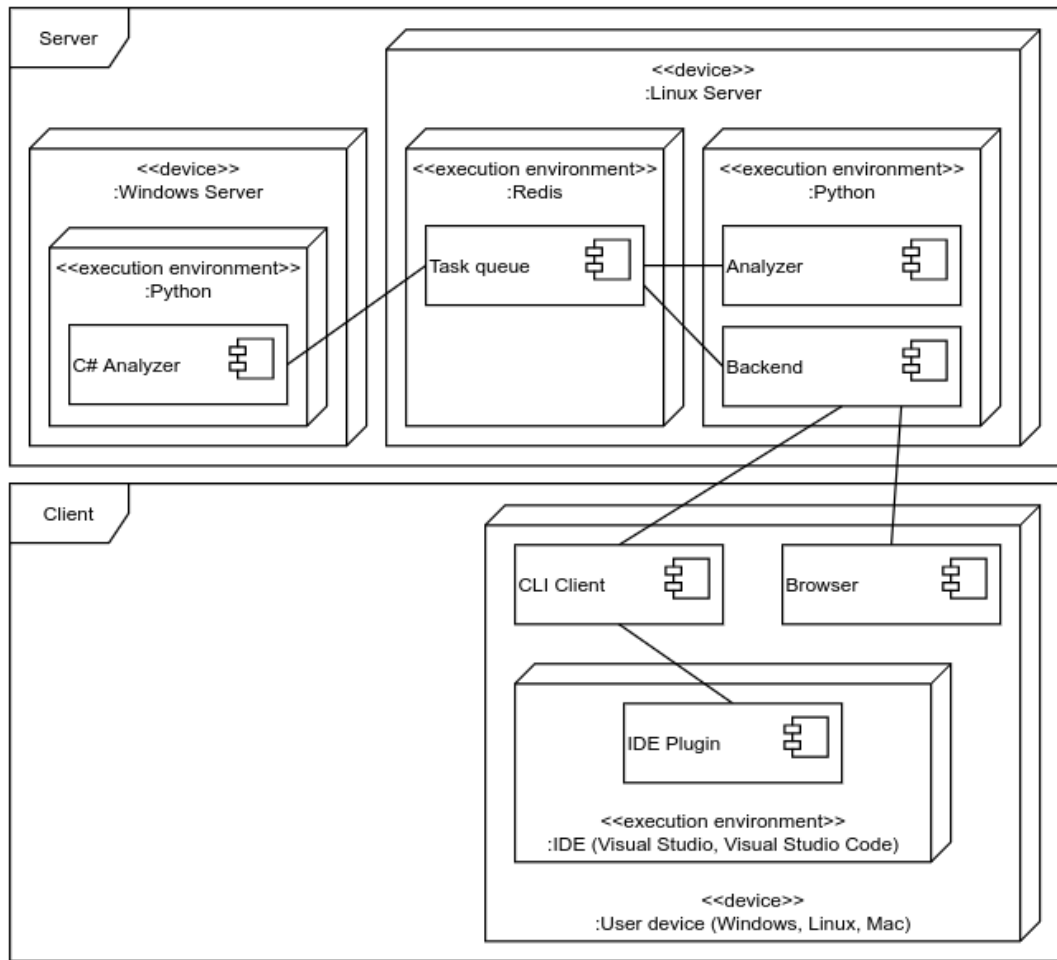 Server
<<device>>
:Linux Server
<<device>>
:Windows Server
<<execution environment>>
:Redis
<<execution environment>>
:Python
<<execution environment>>
:Python
Task queue
Analyzer
C# Analyzer
Backend
Client
CLI Client
Browser
IDE Plugin
<<execution environment>>
:IDE (Visual Studio, Visual Studio Code)
<<device>>
:User device (Windows, Linux, Mac)